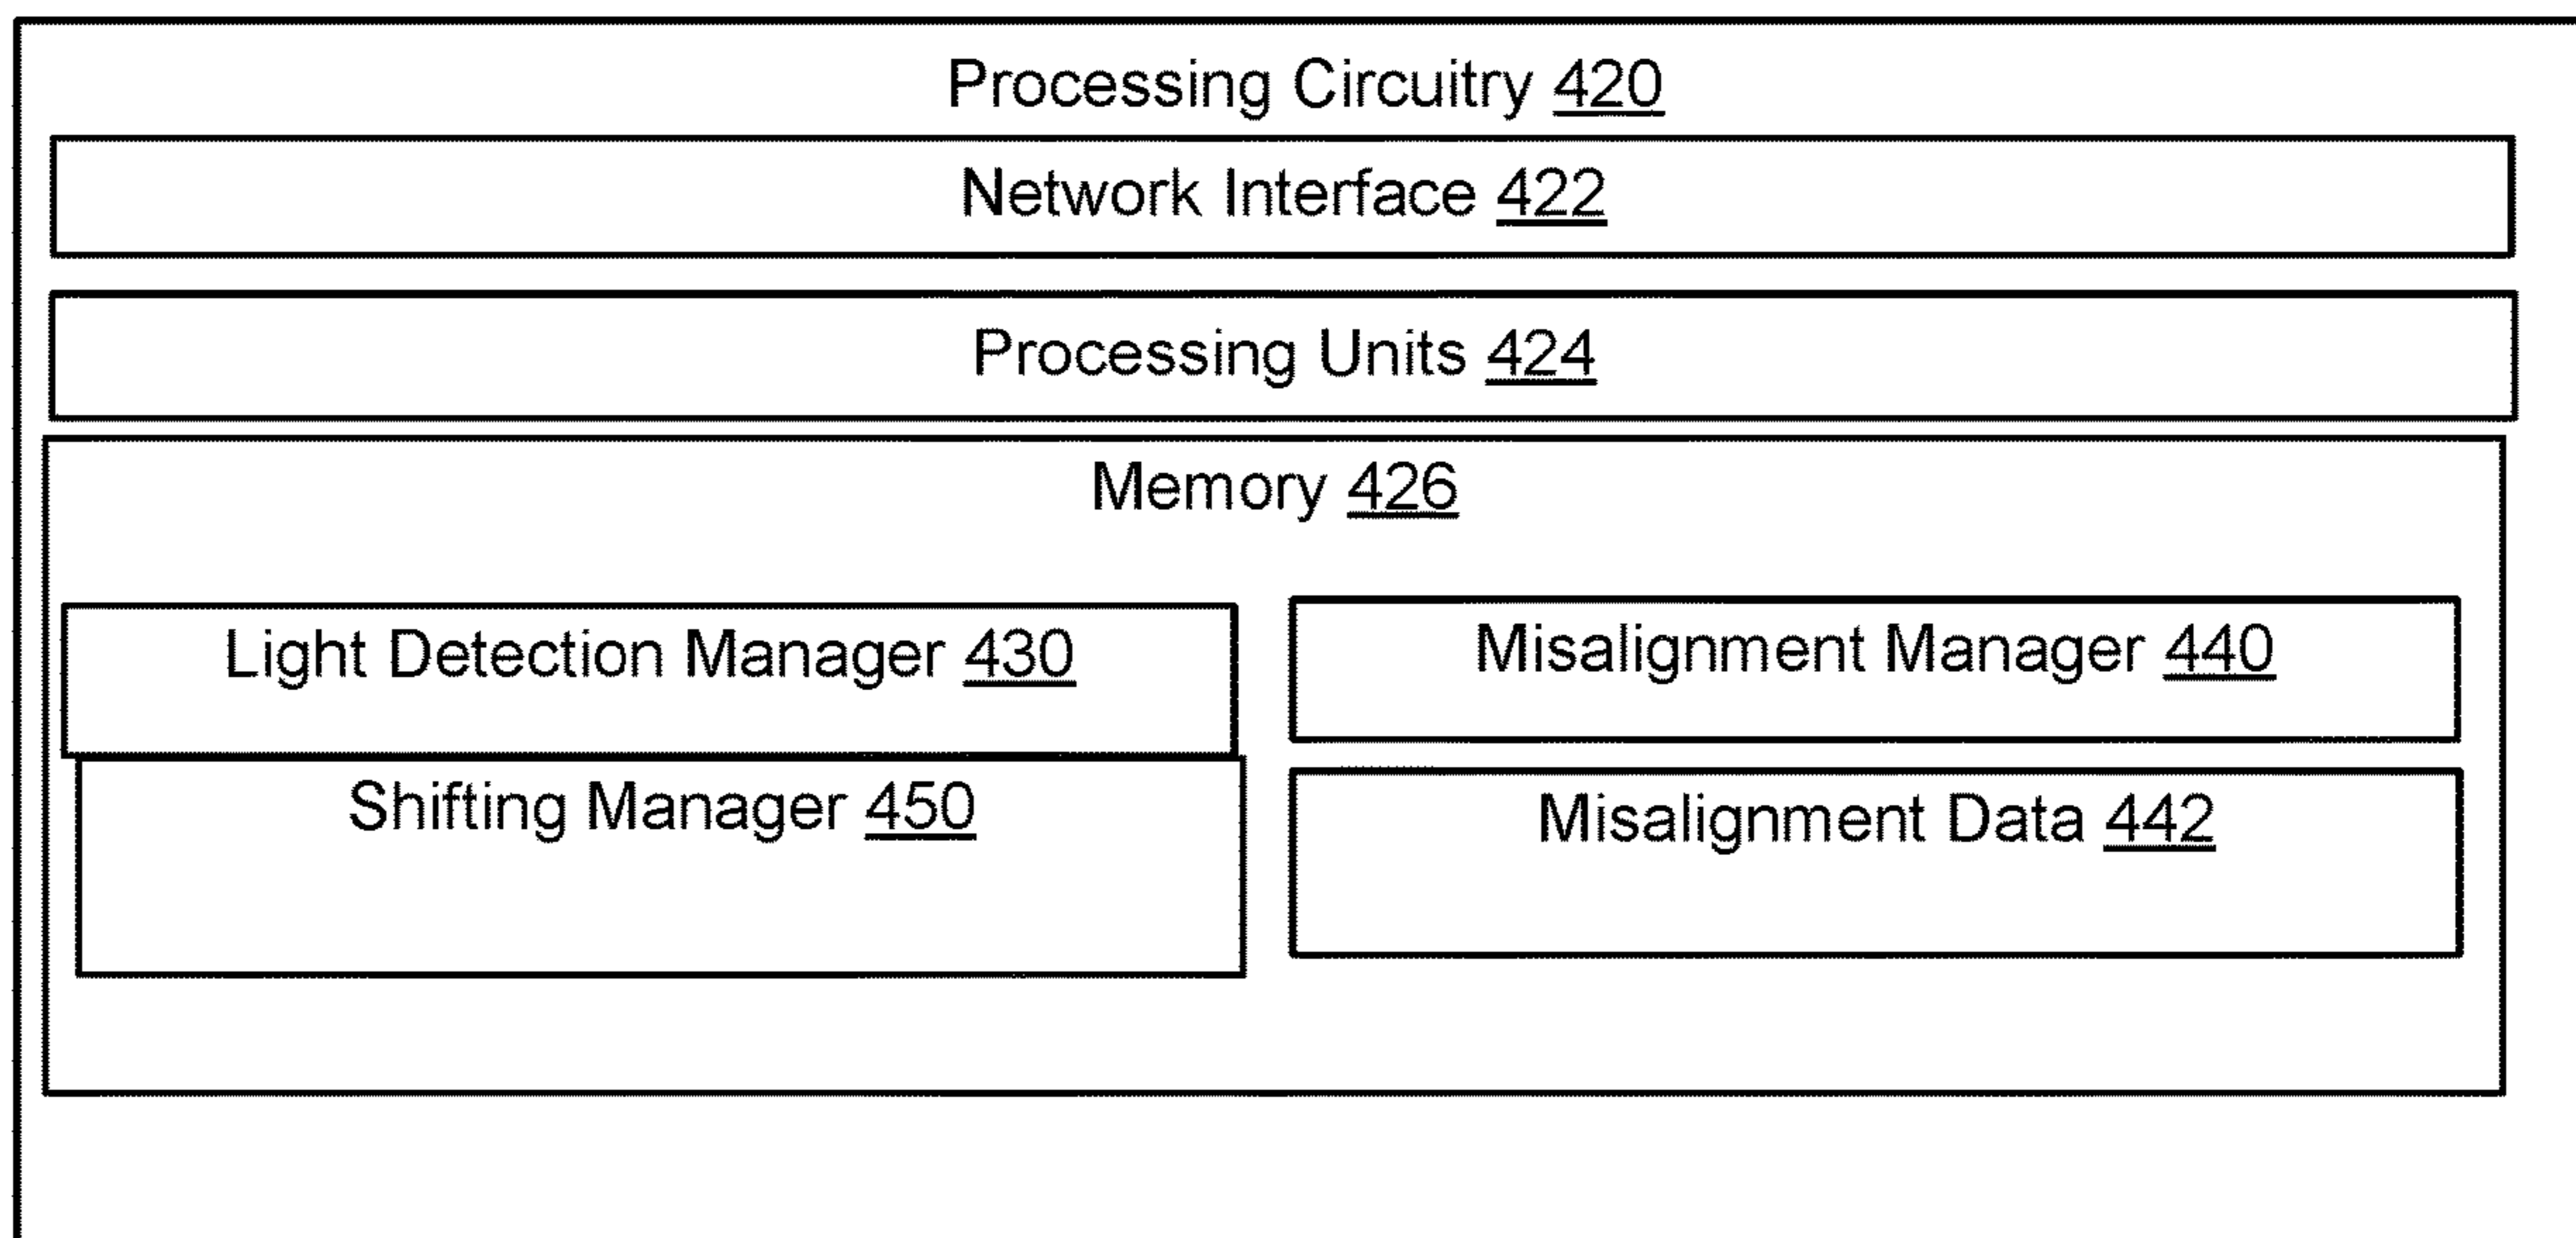 Processing Circuitry 420
Network Interface 422
Processing Units 424
Memory 426
Light Detection Manager 430
Misalignment Manager 440
Shifting Manager 450
Misalignment Data 442